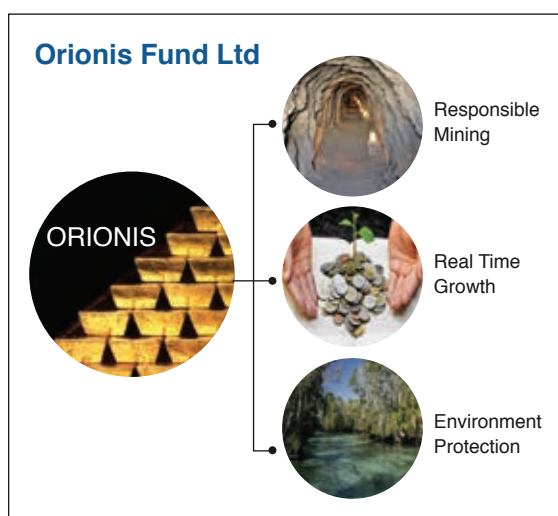 Orionis Fund Ltd
ORIONIS
Responsible
Mining
Real Time
Growth
Environment
Protection